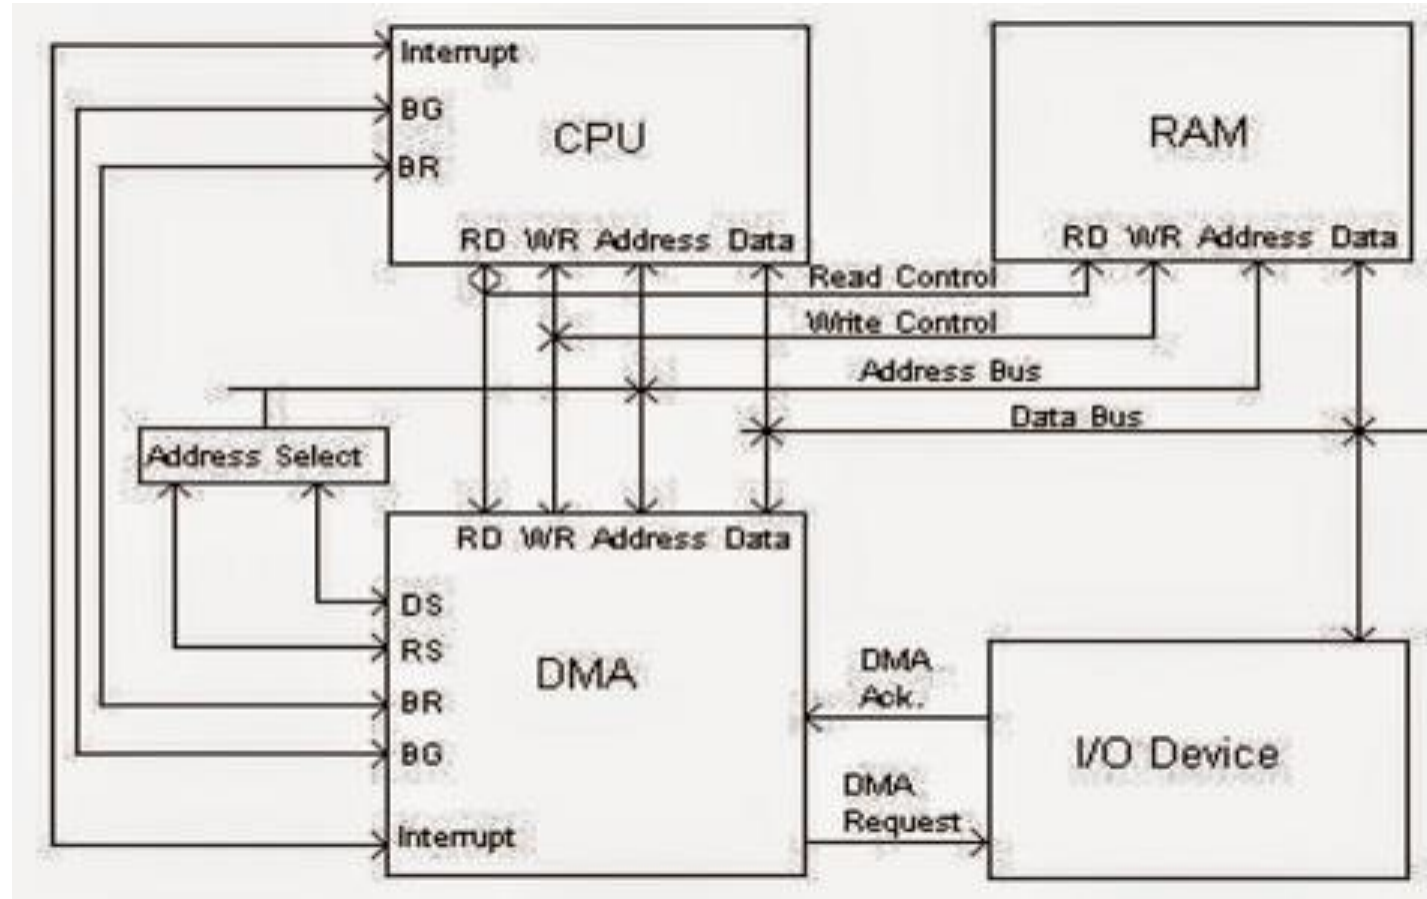 Interrupt
BG
CPU
BR
RD WR Address Data
RAM
RD WR Address Data
Read Control
Write Control
Address Bus
Data Bus
Address Select
RD WR Address Data
DS
RS
DMA
BR
BG
Interrupt
DMA
Ack.
DMA
Request
I/O Device